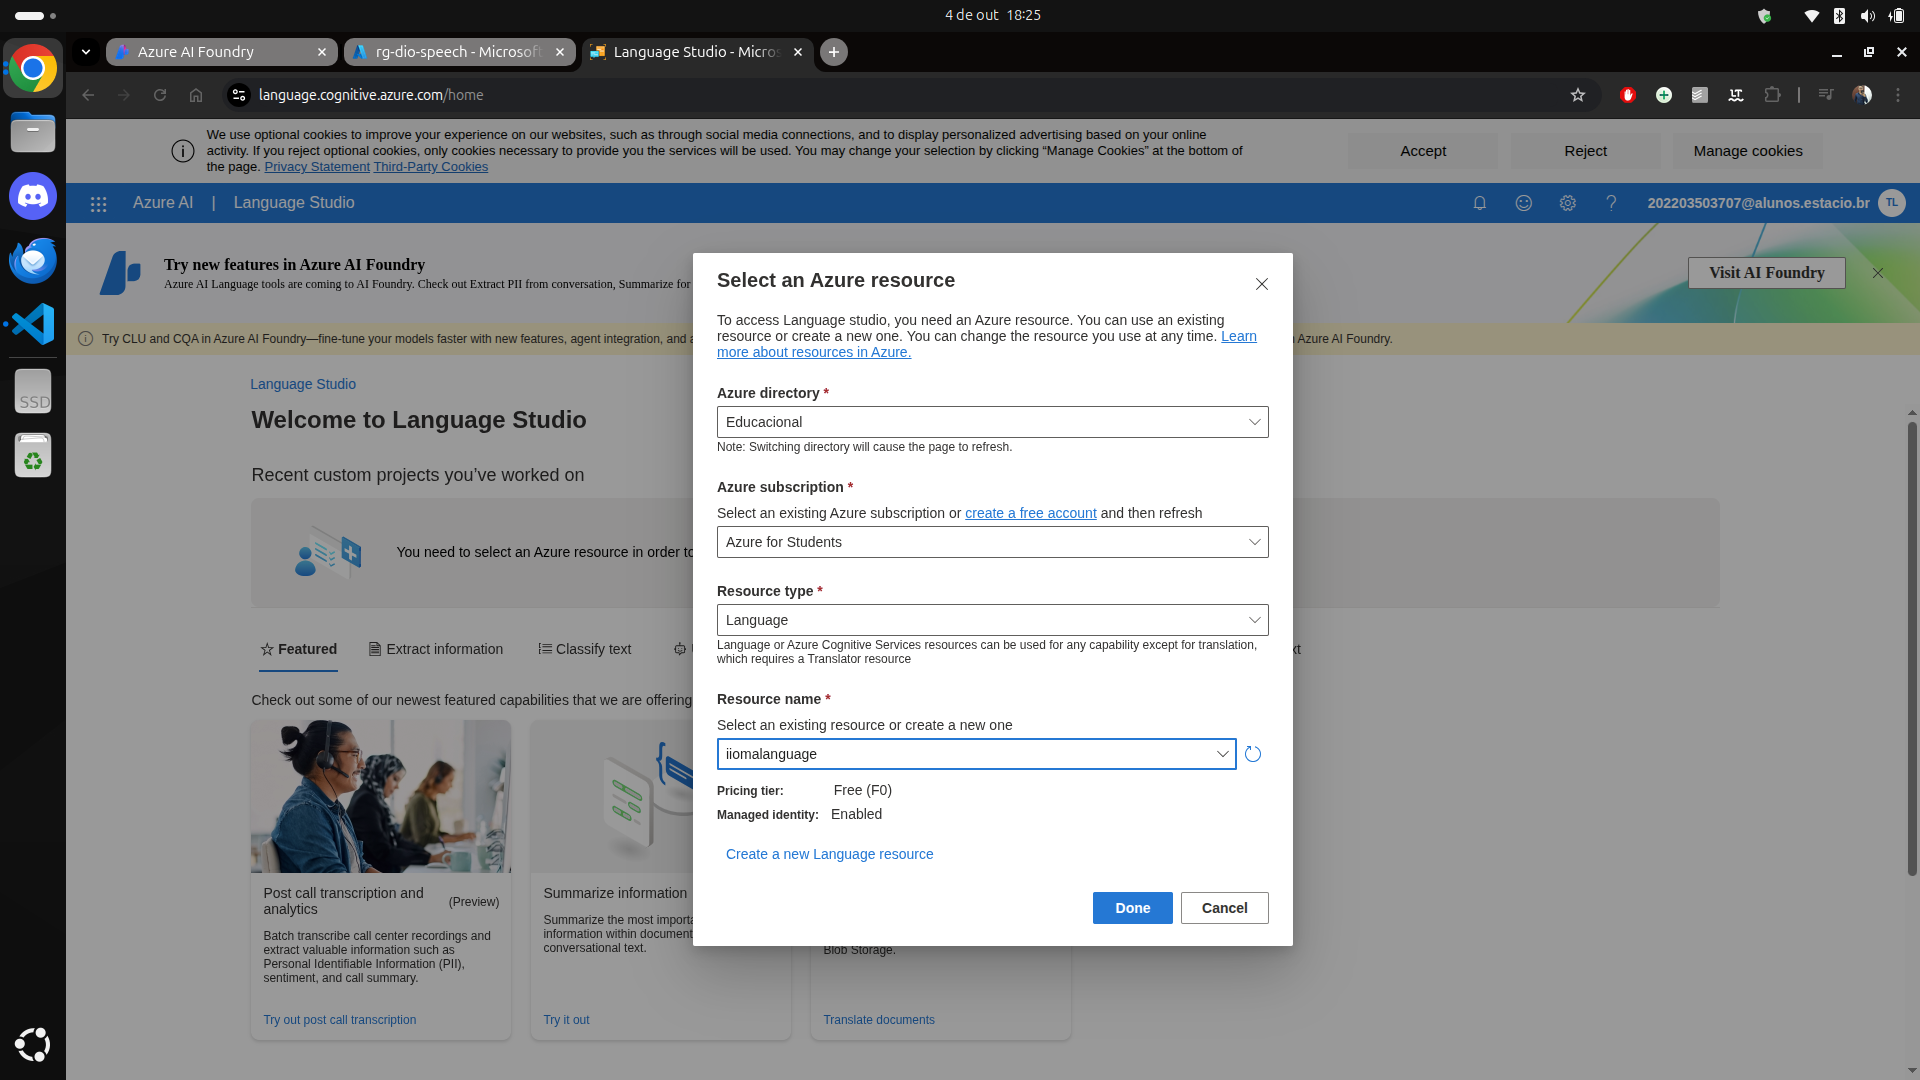 4 de out 18:25
Azure AI Foundry
rg-dio-speech - Microsoft
Language Studio - Micros
language.cognitive.azure.com/home
We use optional cookies to improve your experience on our websites, such as through social media connections, and to display personalized advertising based on your online
activity. If you reject optional cookies, only cookies necessary to provide you the services will be used. You may change your selection by clicking “Manage Cookies” at the bottom of
the page. Privacy Statement Third-Party Cookies
Accept
Reject
Manage cookies
Azure AI | Language Studio
202203503707@alunos.estacio.br
TL
Try new features in Azure AI Foundry
Azure AI Language tools are coming to AI Foundry. Check out Extract PII from conversation, Summarize for
Visit AI Foundry
Try CLU and CQA in Azure AI Foundry—fine-tune your models faster with new features, agent integration, and a
Azure AI Foundry.
Language Studio
Welcome to Language Studio
Recent custom projects you’ve worked on
You need to select an Azure resource in order to
Featured
Extract information
Classify text
xt
Check out some of our newest featured capabilities that we are offering
Post call transcription and
analytics
(Preview)
Batch transcribe call center recordings and
extract valuable information such as
Personal Identifiable Information (PII),
sentiment, and call summary.
Try out post call transcription
Summarize information
Summarize the most importa
information within document
conversational text.
Try it out
Blob Storage.
Translate documents
Select an Azure resource
To access Language studio, you need an Azure resource. You can use an existing
resource or create a new one. You can change the resource you use at any time. Learn
more about resources in Azure.
Azure directory *
Educacional
Note: Switching directory will cause the page to refresh.
Azure subscription *
Select an existing Azure subscription or create a free account and then refresh
Azure for Students
Resource type *
Language
Language or Azure Cognitive Services resources can be used for any capability except for translation,
which requires a Translator resource
Resource name *
Select an existing resource or create a new one
iiomalanguage
Pricing tier: Free (F0)
Managed identity: Enabled
Create a new Language resource
Done
Cancel
SSD